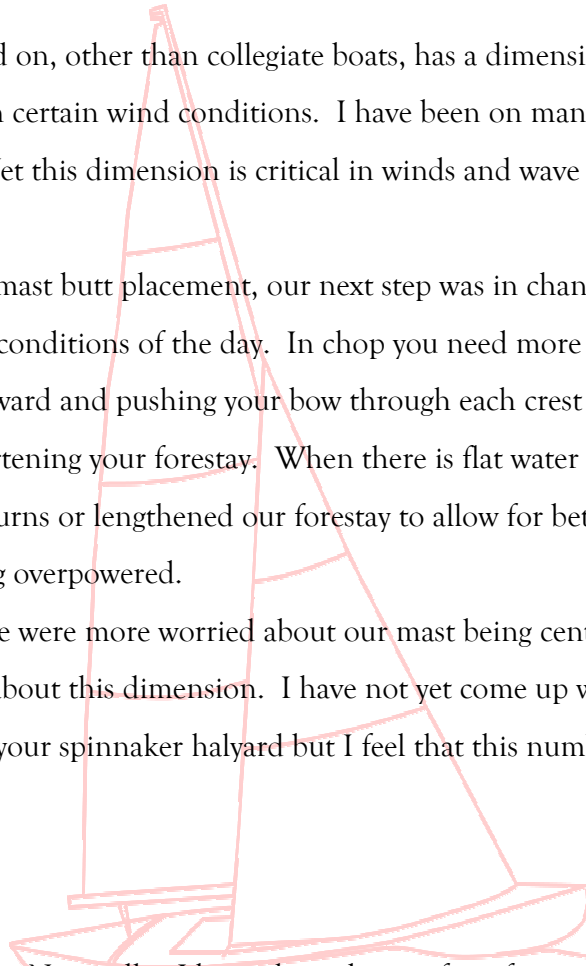 d on, other than collegiate boats, has a dimensi
n certain wind conditions.  I have been on man
et this dimension is critical in winds and wave
mast butt placement, our next step was in chan
conditions of the day.  In chop you need more
ward and pushing your bow through each crest
rtening your forestay.  When there is flat water
urns or lengthened our forestay to allow for bet
g overpowered.
e were more worried about our mast being cent
bout this dimension.  I have not yet come up w
your spinnaker halyard but I feel that this num